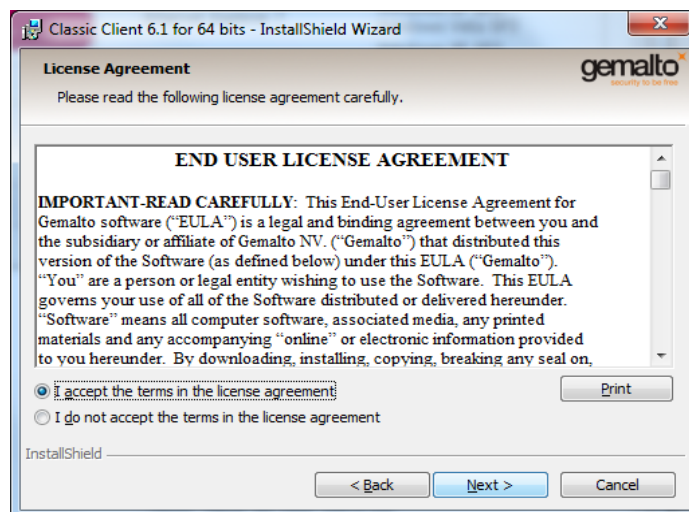 Classic Client 6.1 for 64 bits - InstallShield Wizard
License Agreement
Please read the following license agreement carefully.
gemalto
security to be free
END USER LICENSE AGREEMENT
IMPORTANT-READ CAREFULLY: This End-User License Agreement for
Gemalto software (“EULA”) is a legal and binding agreement between you and
the subsidiary or affiliate of Gemalto NV. (“Gemalto”) that distributed this
version of the Software (as defined below) under this EULA (“Gemalto”).
“You” are a person or legal entity wishing to use the Software. This EULA
governs your use of all of the Software distributed or delivered hereunder.
“Software” means all computer software, associated media, any printed
materials and any accompanying “online” or electronic information provided
to you hereunder. By downloading, installing, copying, breaking any seal on,
I accept the terms in the license agreement
Print
I do not accept the terms in the license agreement
InstallShield
< Back
Next >
Cancel